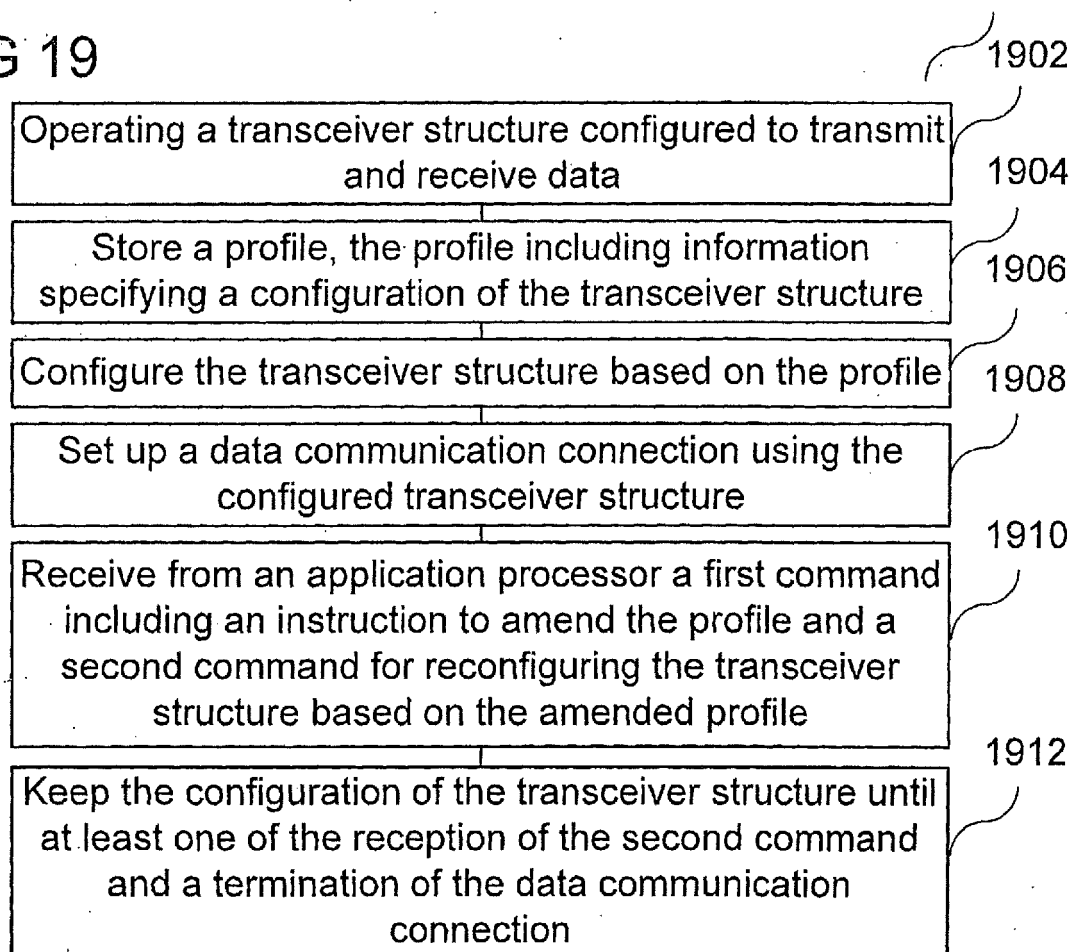 G 19
1902
Operating a transceiver structure configured to transmit
and receive data
1904
Store a profile, the profile including information
specifying a configuration of the transceiver structure
1906
Configure the transceiver structure based on the profile
1908
Set up a data communication connection using the
configured transceiver structure
1910
Receive from an application processor a first command
including an instruction to amend the profile and a
second command for reconfiguring the transceiver
structure based on the amended profile
1912
Keep the configuration of the transceiver structure until
at least one of the reception of the second command
and a termination of the data communication
connection